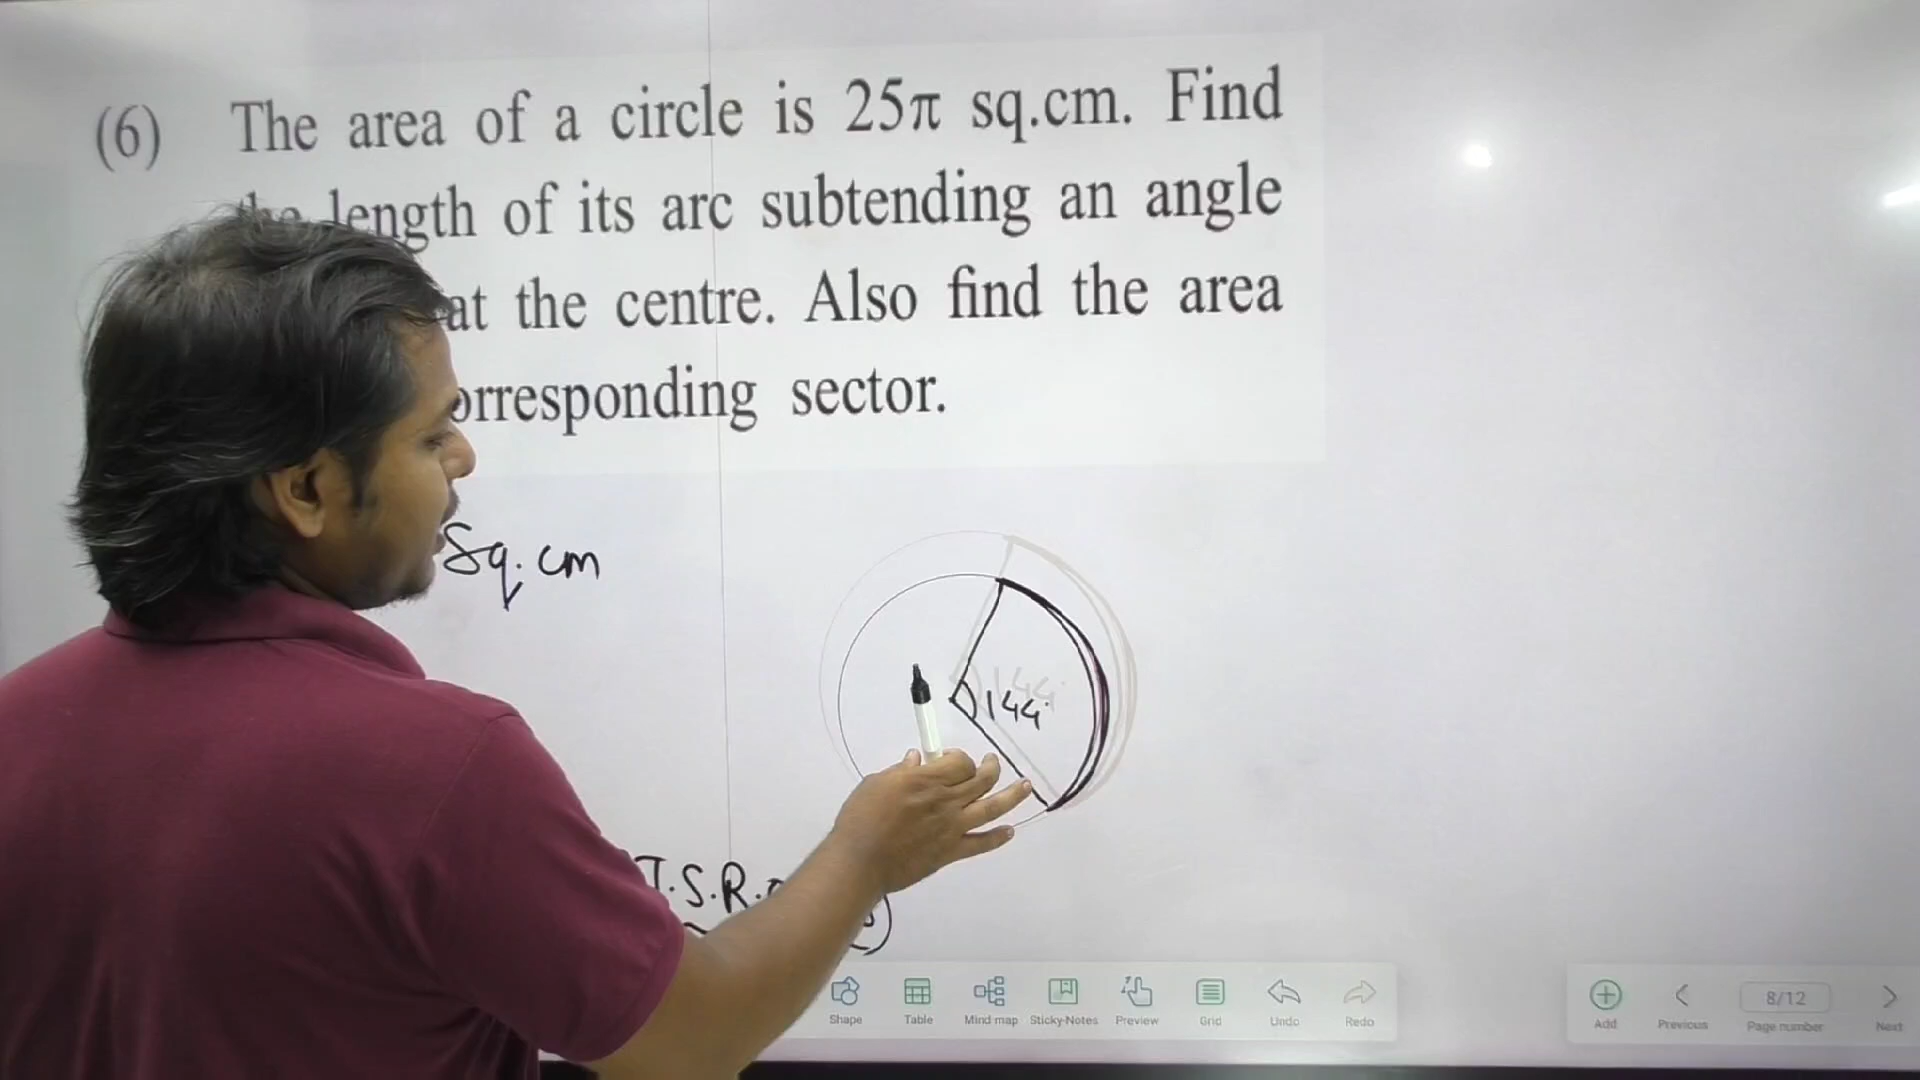 (6) The area of a circle is 25π sq.cm. Find
the length of its arc subtending an angle
at the centre. Also find the area
orresponding sector.
Sq. cm
144°
T.S.R.
Shape
Table
Mind map
Sticky-Notes
Preview
Grid
Undo
Redo
Add
Previous
8/12
Page number
Next